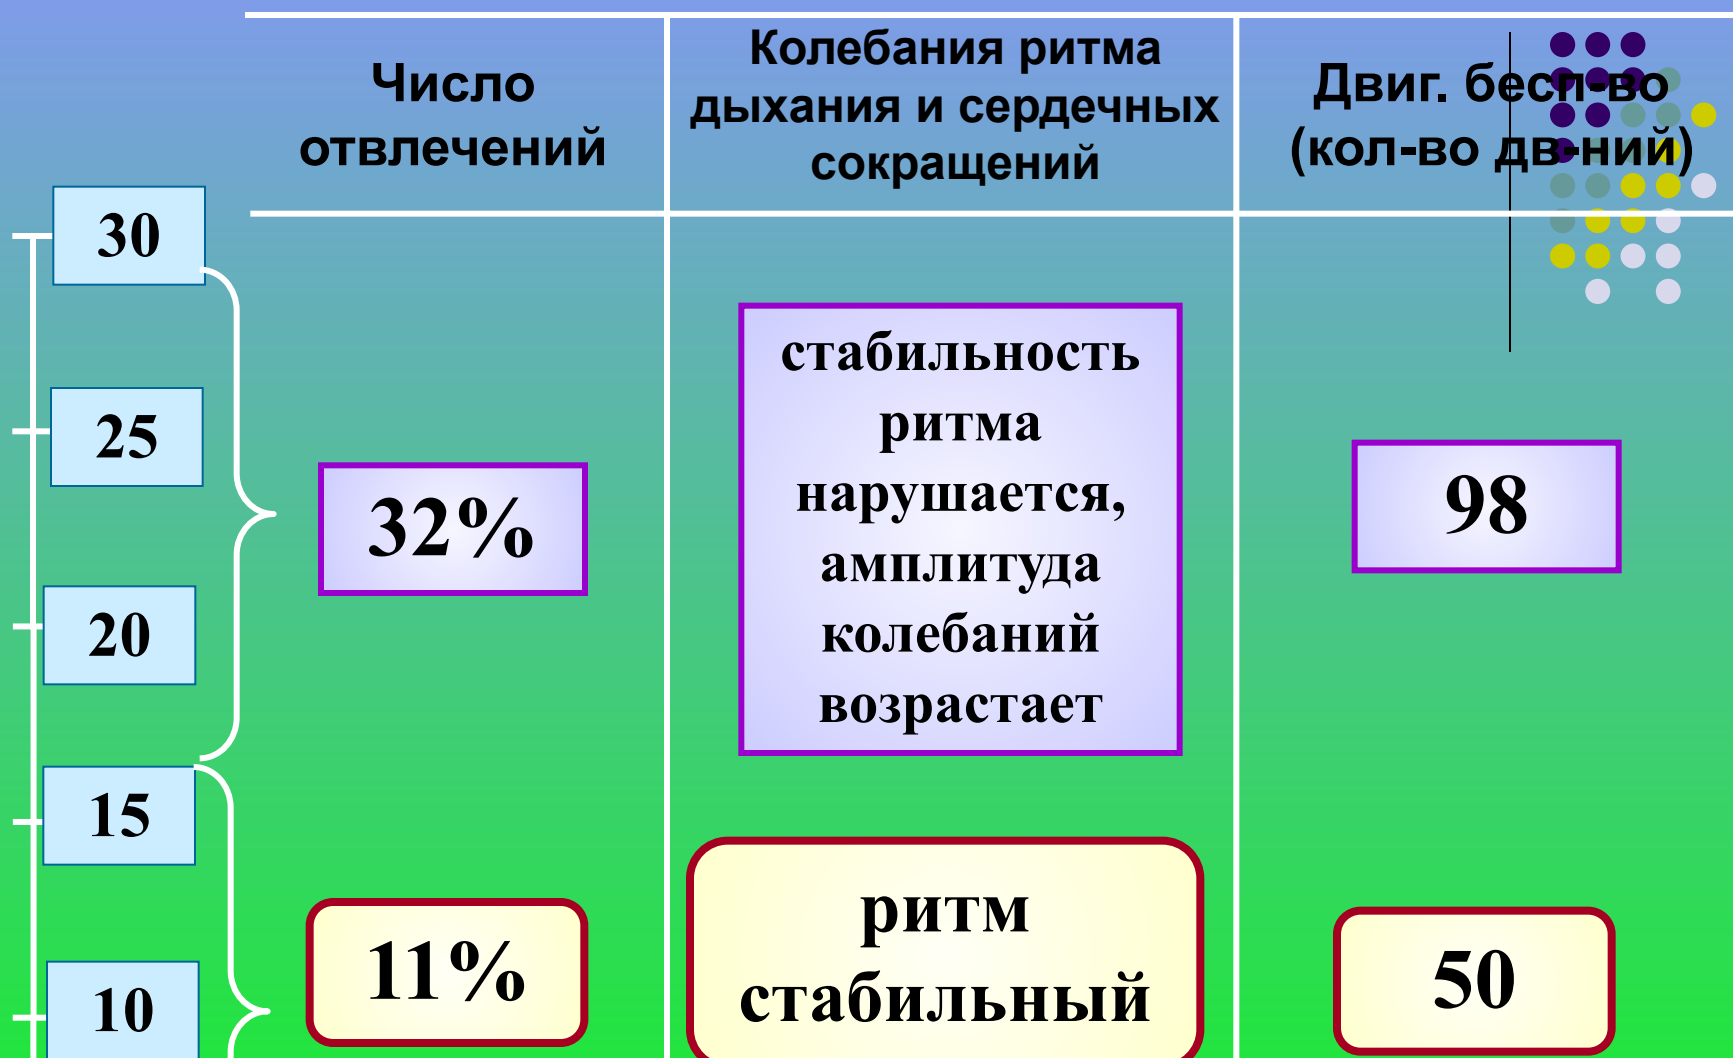 Число
отвлечений
Колебания ритма
дыхания и сердечных
сокращений
Двиг. бесп-во
(кол-во дв-ний)
30
25
20
15
10
32%
стабильность
ритма
нарушается,
амплитуда
колебаний
возрастает
98
11%
ритм
стабильный
50